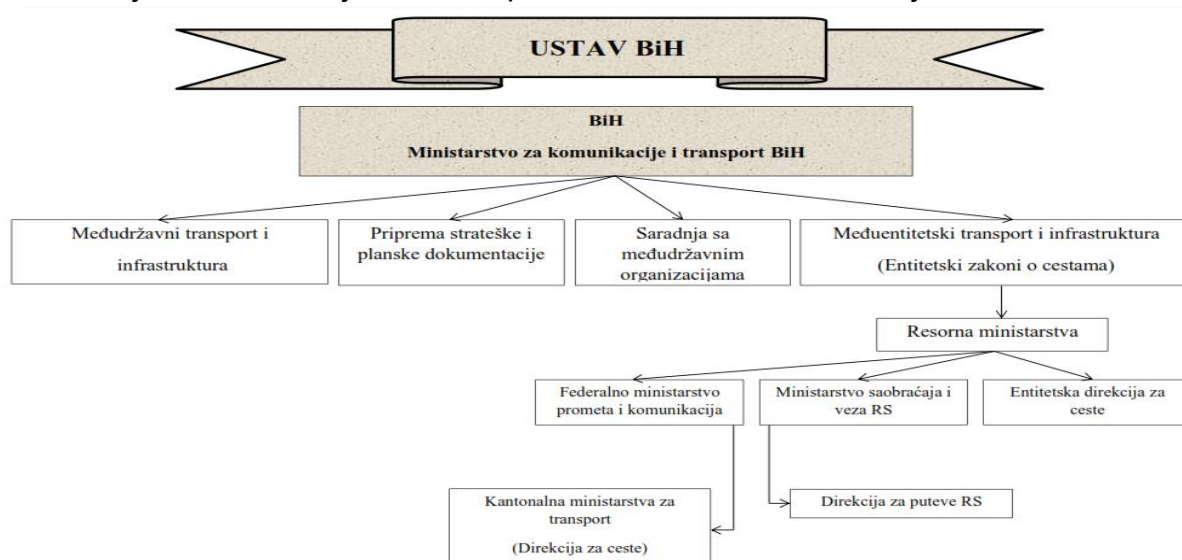 USTAV BiH
BiH
Ministarstvo za komunikacije i transport BiH
Međudržavni transport i
infrastruktura
Priprema strateške i
planske dokumentacije
Saradnja sa
međudržavnim
organizacijama
Međuentitetski transport i infrastruktura
(Entitetski zakoni o cestama)
Resorna ministarstva
Federalno ministarstvo
prometa i komunikacija
Ministarstvo saobraćaja i
veza RS
Entitetska direkcija za
ceste
Kantonalna ministarstva za
transport
(Direkcija za ceste)
Direkcija za puteve RS